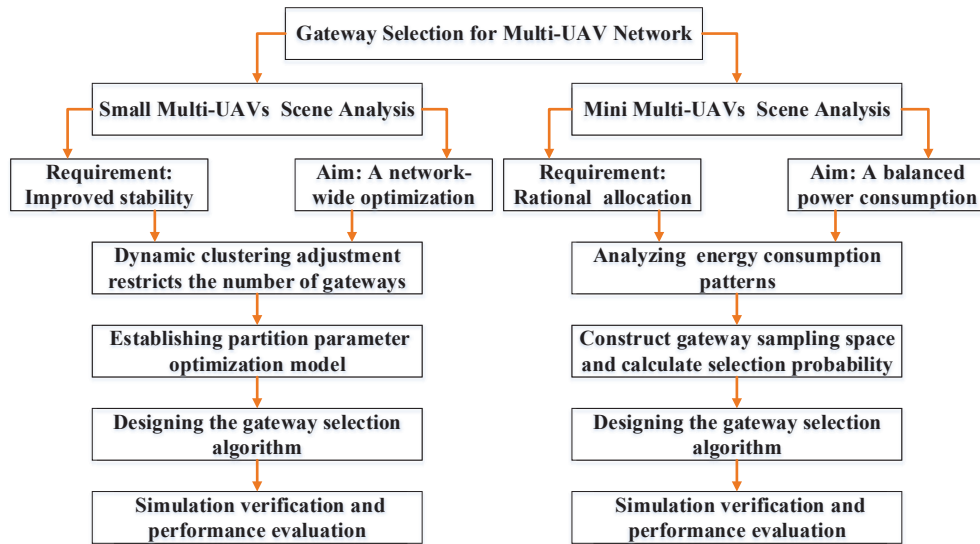 Gateway Selection for Multi-UAV Network
Small Multi-UAVs Scene Analysis
Mini Multi-UAVs Scene Analysis
Requirement:
Improved stability
Aim: A network-
wide optimization
Requirement:
Rational allocation
Aim: A balanced
power consumption
Dynamic clustering adjustment
restricts the number of gateways
Analyzing energy consumption
patterns
Establishing partition parameter
optimization model
Construct gateway sampling space
and calculate selection probability
Designing the gateway selection
algorithm
Designing the gateway selection
algorithm
Simulation verification and
performance evaluation
Simulation verification and
performance evaluation